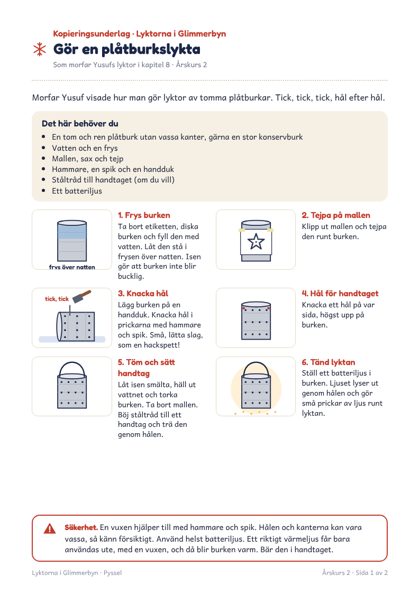 Kopieringsunderlag · Lyktorna i Glimmerbyn
Gör en plåtburkslykta
Som morfar Yusufs lyktor i kapitel 8 · Årskurs 2
Morfar Yusuf visade hur man gör lyktor av tomma plåtburkar. Tick, tick, tick, hål efter hål.
Det här behöver du
• En tom och ren plåtburk utan vassa kanter, gärna en stor konservburk
• Vatten och en frys
• Mallen, sax och tejp
• Hammare, en spik och en handduk
• Ståltråd till handtaget (om du vill)
• Ett batteriljus
frys över natten
1. Frys burken
Ta bort etiketten, diska
burken och fyll den med
vatten. Låt den stå i
frysen över natten. Isen
gör att burken inte blir
bucklig.
2. Tejpa på mallen
Klipp ut mallen och tejpa
den runt burken.
tick, tick
3. Knacka hål
Lägg burken på en
handduk. Knacka hål i
prickarna med hammare
och spik. Små, lätta slag,
som en hackspett!
4. Hål för handtaget
Knacka ett hål på var
sida, högst upp på
burken.
5. Töm och sätt
handtag
Låt isen smälta, häll ut
vattnet och torka
burken. Ta bort mallen.
Böj ståltråd till ett
handtag och trä den
genom hålen.
6. Tänd lyktan
Ställ ett batteriljus i
burken. Ljuset lyser ut
genom hålen och gör
små prickar av ljus runt
lyktan.
Säkerhet. En vuxen hjälper till med hammare och spik. Hålen och kanterna kan vara
vassa, så känn försiktigt. Använd helst batteriljus. Ett riktigt värmeljus får bara
användas ute, med en vuxen, och då blir burken varm. Bär den i handtaget.
Lyktorna i Glimmerbyn · Pyssel
Årskurs 2 · Sida 1 av 2